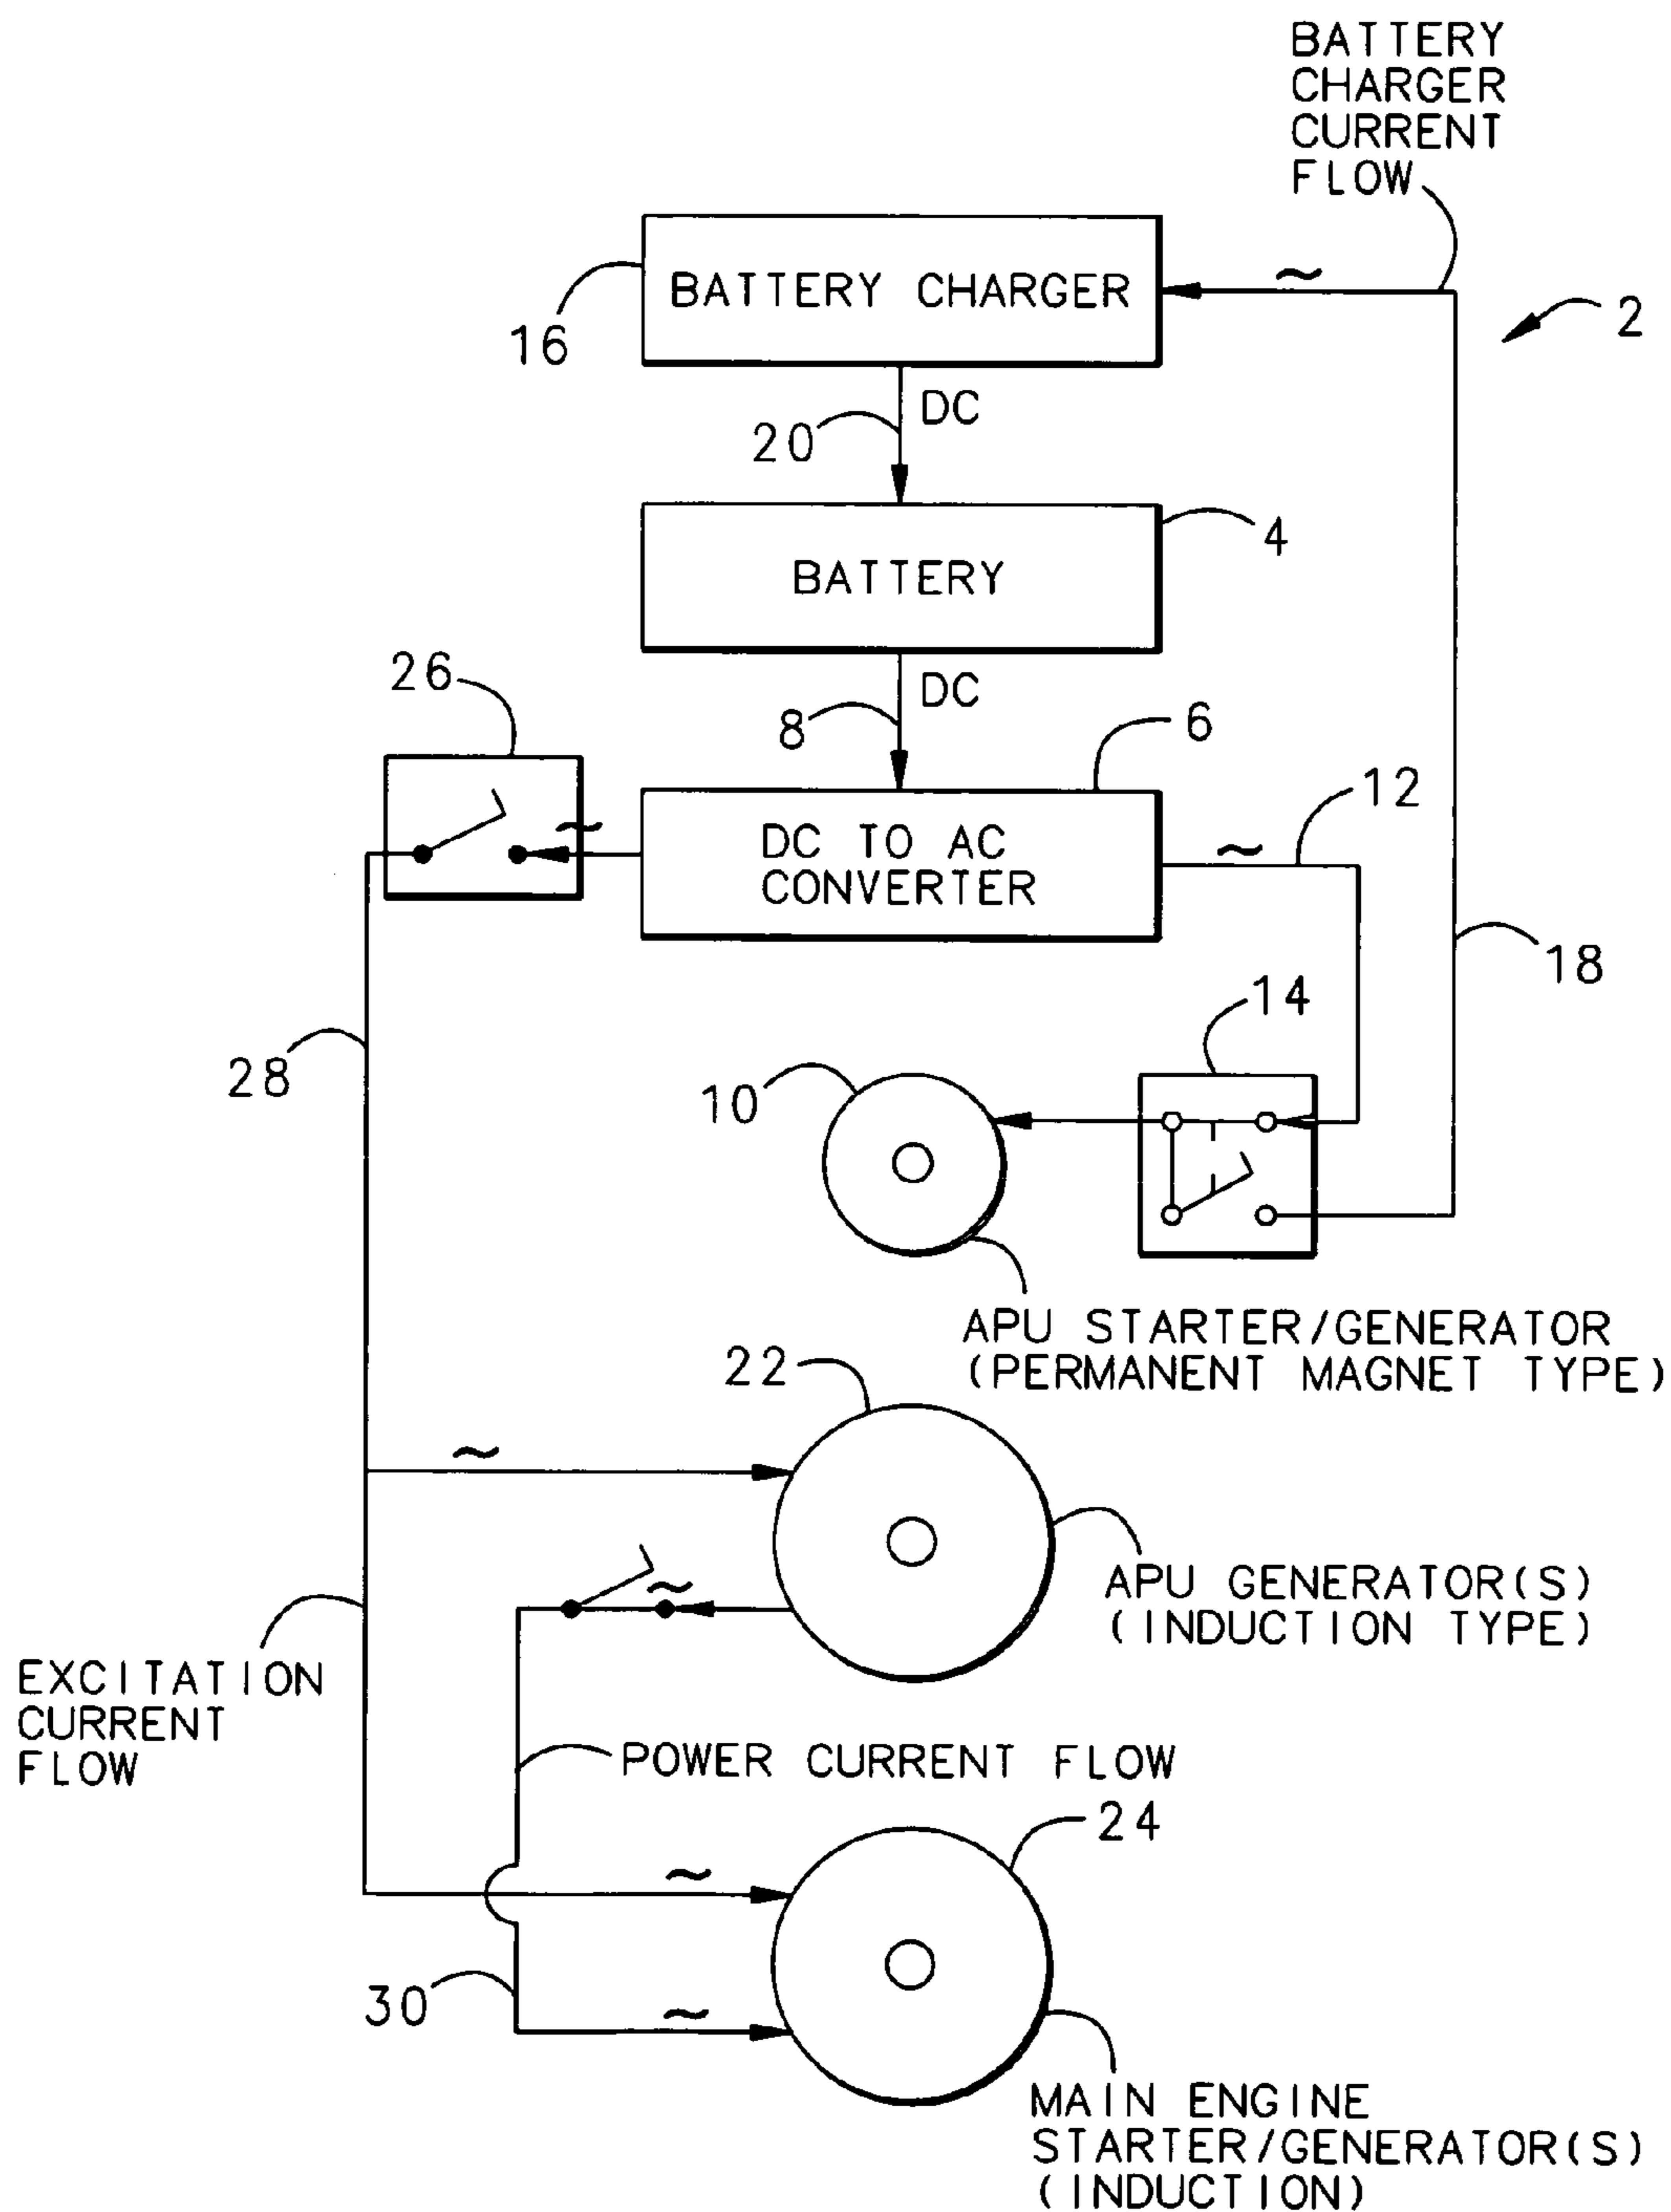 BATTERY
CHARGER
CURRENT
FLOW
BATTERY CHARGER
16
2
DC
20
BATTERY
4
26
DC
8
6
12
DC TO AC
CONVERTER
18
14
28
10
APU STARTER/GENERATOR
(PERMANENT MAGNET TYPE)
22
APU GENERATOR(S)
(INDUCTION TYPE)
EXCITATION
CURRENT
FLOW
POWER CURRENT FLOW
24
30
MAIN ENGINE
STARTER/GENERATOR(S)
(INDUCTION)